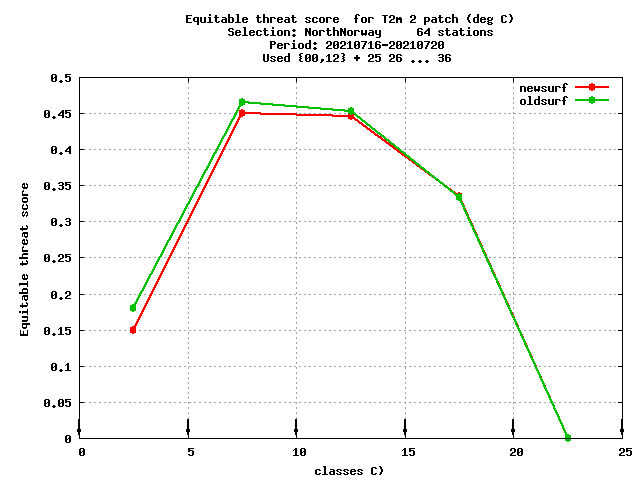 Equitable threat score  for T2m 2 patch (deg C)
Selection: NorthNorway     64 stations
Period: 20210716-20210720
Used {00,12} + 25 26 ... 36
newsurf
oldsurf
Equitable threat score
0.5
0.45
0.4
0.35
0.3
0.25
0.2
0.15
0.1
0.05
0
0 5 10 15 20 25
classes C)